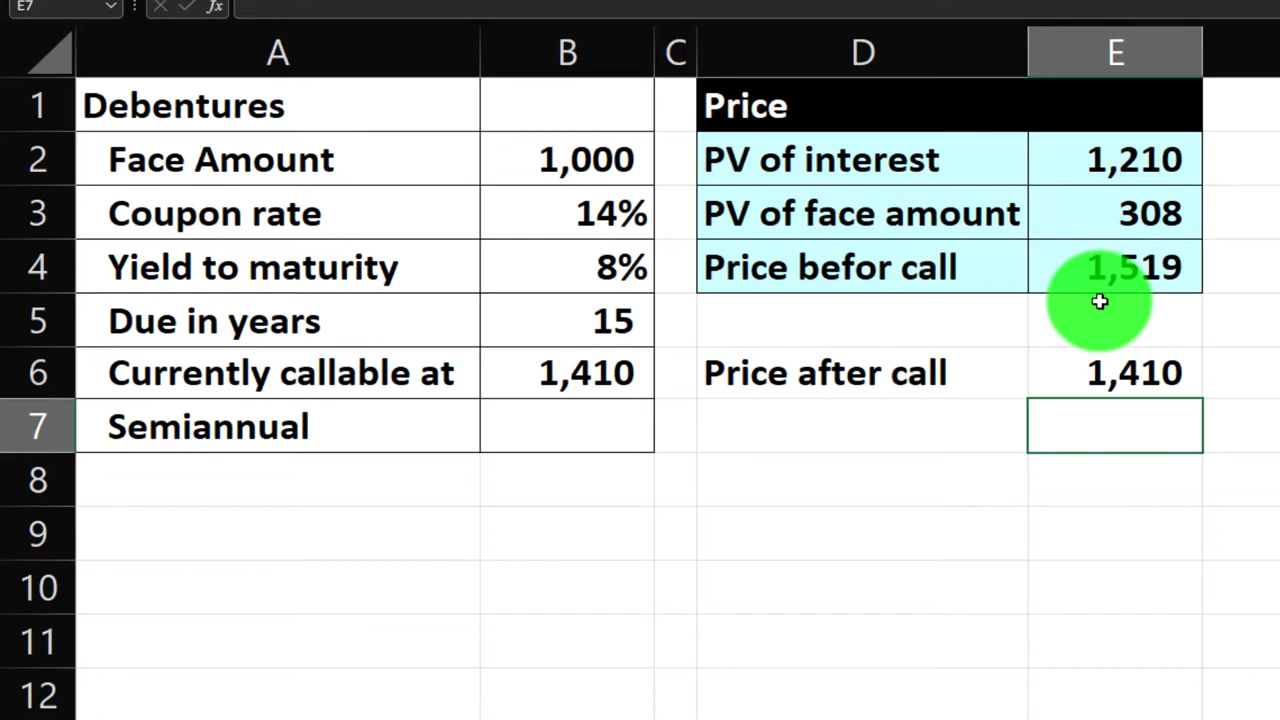 E7 fx
A B C D E
1 Debentures Price
2 Face Amount 1,000 PV of interest 1,210
3 Coupon rate 14% PV of face amount 308
4 Yield to maturity 8% Price befor call 1,519
5 Due in years 15
6 Currently callable at 1,410 Price after call 1,410
7 Semiannual
8
9
10
11
12